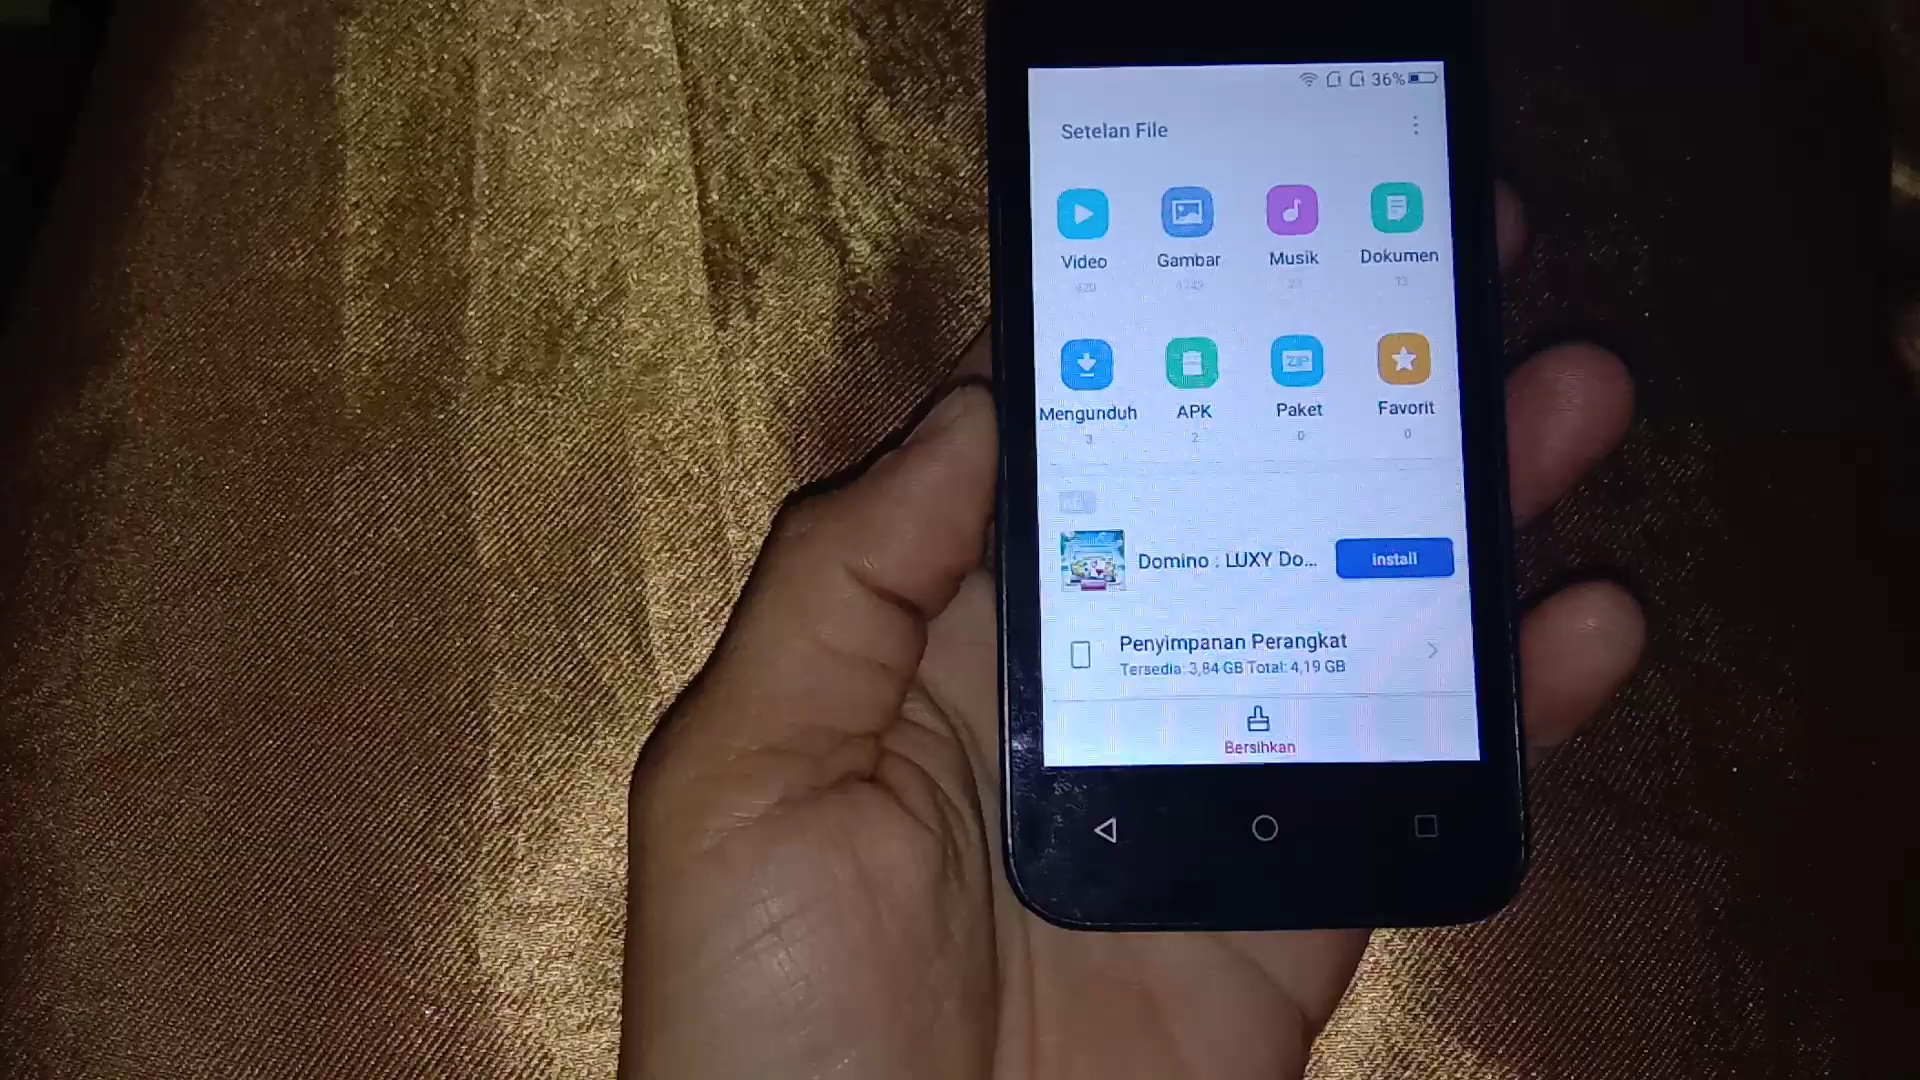 36%
Setelan File
Video Gambar Musik Dokumen
Mengunduh APK Paket Favorit
3 2 0 0
Domino : LUXY Do... install
Penyimpanan Perangkat
Tersedia: 3,84 GB Total: 4,19 GB
Bersihkan